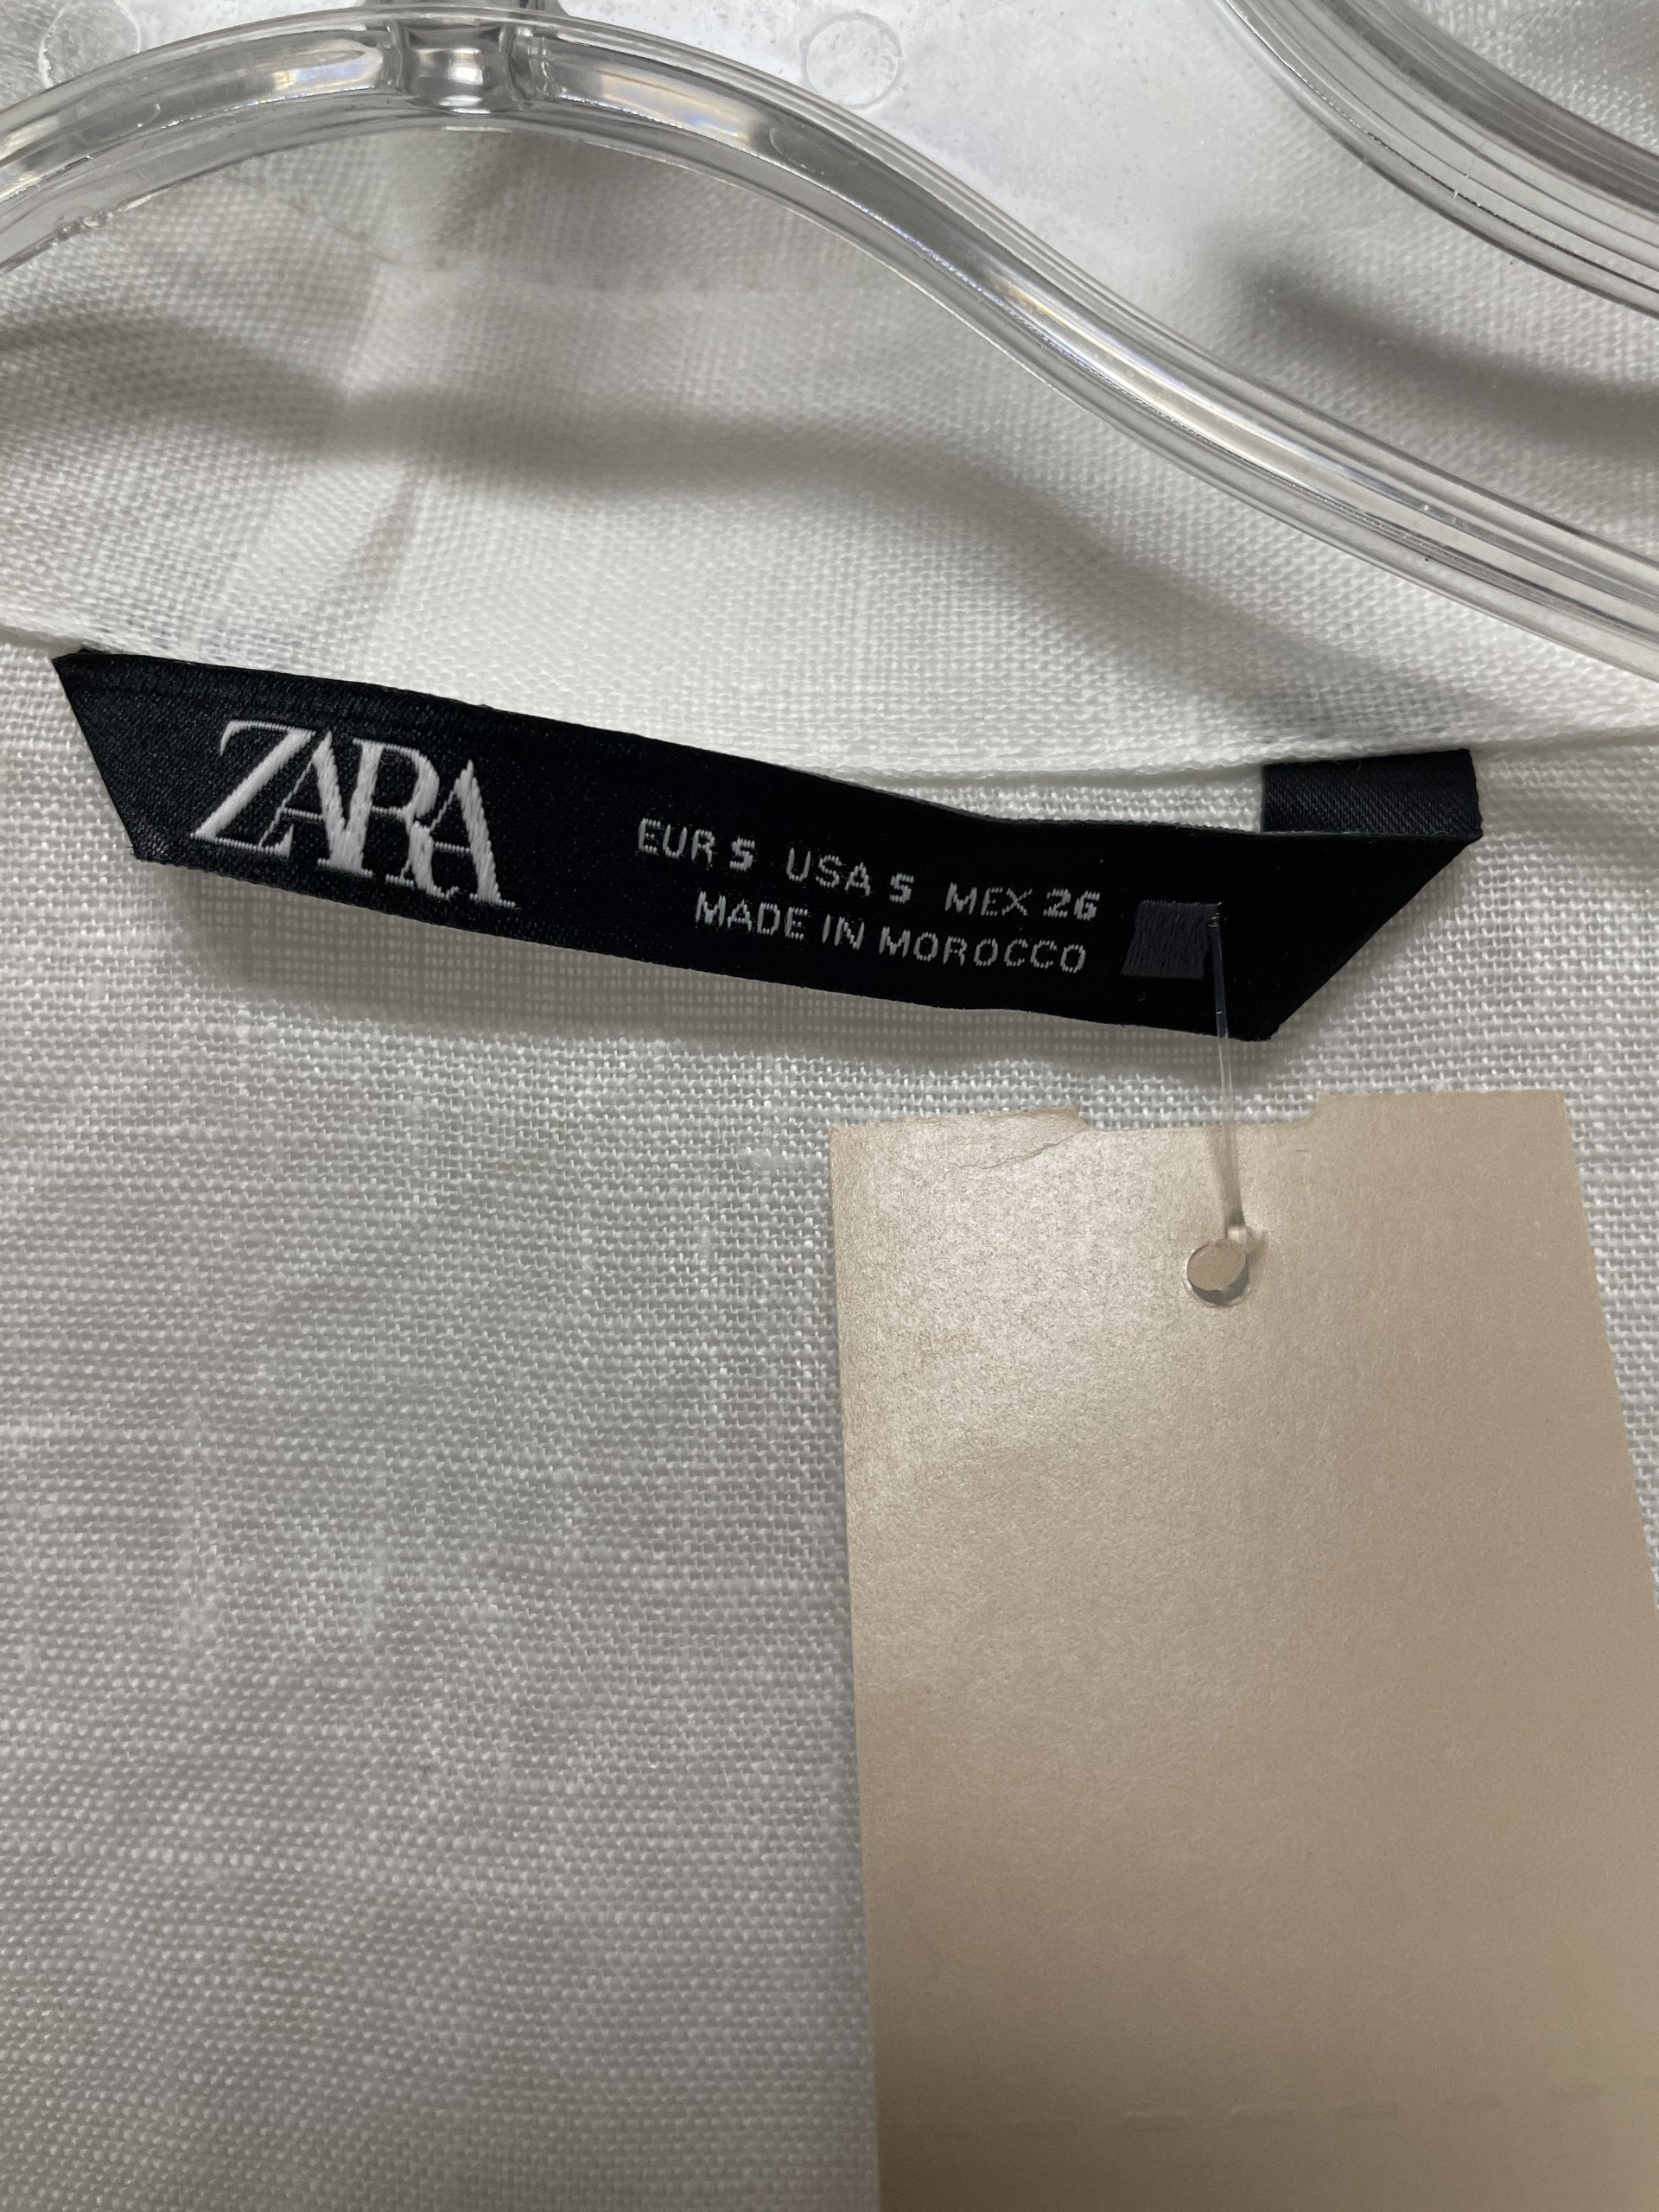 ZARA
EUR S USA S MEX 26
MADE IN MOROCCO